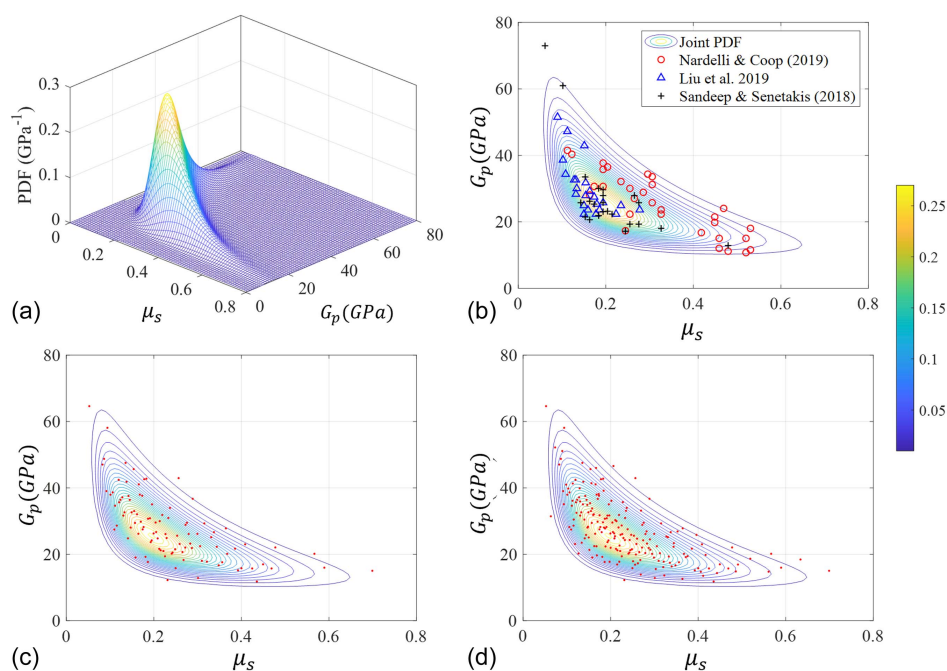 0.3
0.2
0.1
0
PDF (GPa⁻¹)
0
0.2
0.4
0.6
0.8
μₛ
0
20
40
60
80
Gₚ(GPa)
(a)
80
60
40
20
0
Gₚ(GPa)
Joint PDF
Nardelli & Coop (2019)
Liu et al. 2019
Sandeep & Senetakis (2018)
0
0.2
0.4
0.6
0.8
μₛ
(b)
0.2
0.15
0.1
0.05
80
60
40
20
0
Gₚ(GPa)
0
0.2
0.4
0.6
0.8
μₛ
(c)
80
60
40
20
0
Gₚ(GPa)
0
0.2
0.4
0.6
0.8
μₛ
(d)